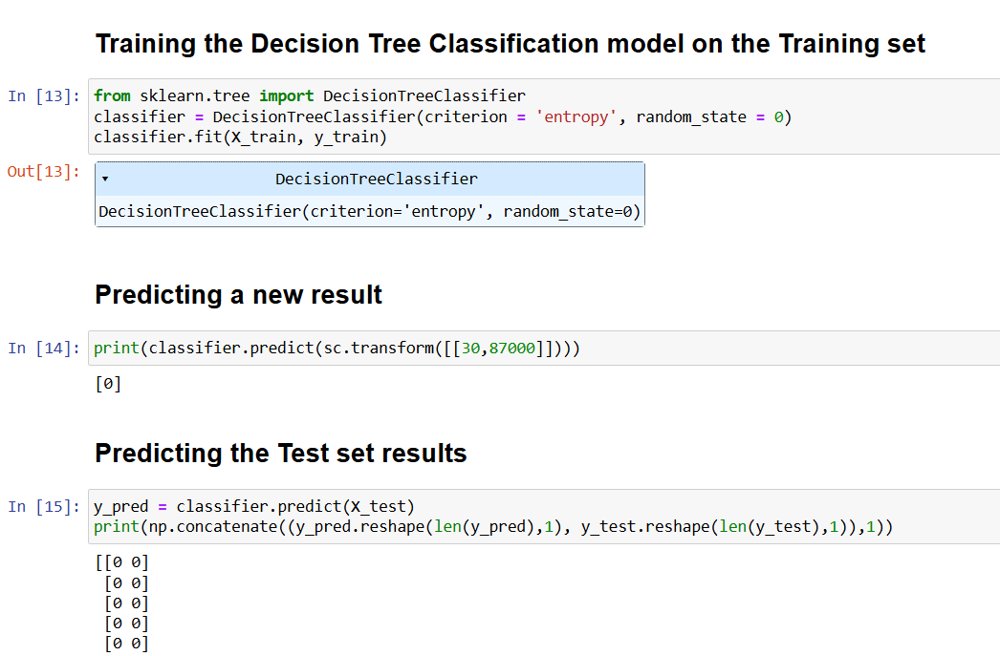 Training the Decision Tree Classification model on the Training set
In [13]: from sklearn.tree import DecisionTreeClassifier
classifier = DecisionTreeClassifier(criterion = 'entropy', random_state = 0)
classifier.fit(X_train, y_train)
Out[13]: ▾ DecisionTreeClassifier
DecisionTreeClassifier(criterion='entropy', random_state=0)
Predicting a new result
In [14]: print(classifier.predict(sc.transform([[30,87000]])))
[0]
Predicting the Test set results
In [15]: y_pred = classifier.predict(X_test)
print(np.concatenate((y_pred.reshape(len(y_pred),1), y_test.reshape(len(y_test),1)),1))
[[0 0]
[0 0]
[0 0]
[0 0]
[0 0]